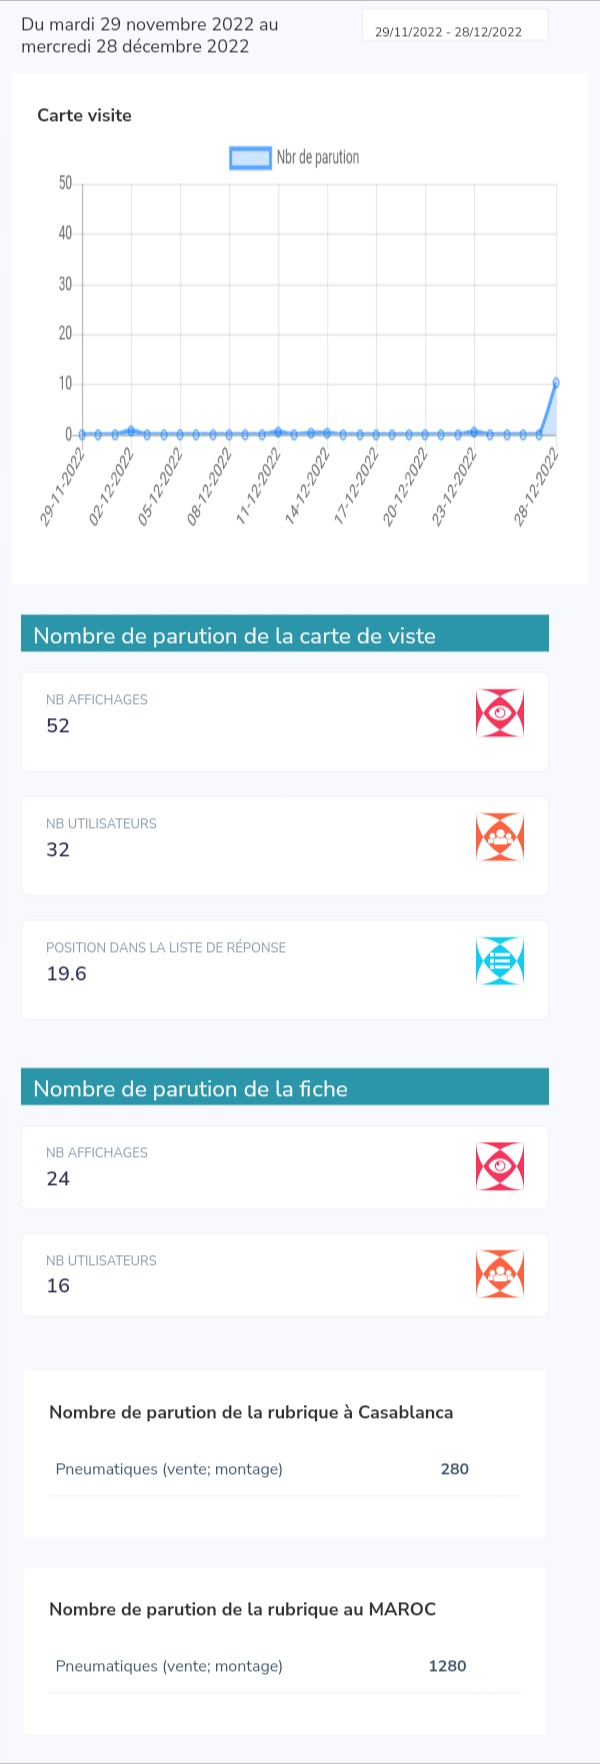 Du mardi 29 novembre 2022 au
mercredi 28 décembre 2022
29/11/2022 - 28/12/2022
Carte visite
Nbr de parution
50
40
30
20
10
0
29-11-2022
02-12-2022
05-12-2022
08-12-2022
11-12-2022
14-12-2022
17-12-2022
20-12-2022
23-12-2022
28-12-2022
Nombre de parution de la carte de viste
NB AFFICHAGES
52
NB UTILISATEURS
32
POSITION DANS LA LISTE DE RÉPONSE
19.6
Nombre de parution de la fiche
NB AFFICHAGES
24
NB UTILISATEURS
16
Nombre de parution de la rubrique à Casablanca
Pneumatiques (vente; montage) 280
Nombre de parution de la rubrique au MAROC
Pneumatiques (vente; montage) 1280